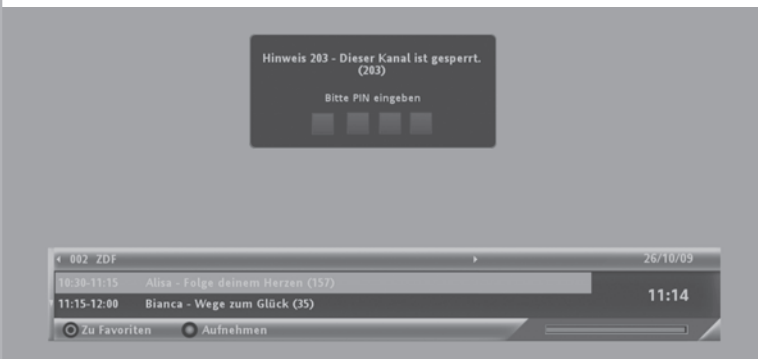 Hinweis 203 - Dieser Kanal ist gesperrt.
(203)
Bitte PIN eingeben
002 ZDF
26/10/09
10:30-11:15 Alisa - Folge deinem Herzen (157)
11:14
11:15-12:00 Bianca - Wege zum Glück (35)
Zu Favoriten Aufnehmen